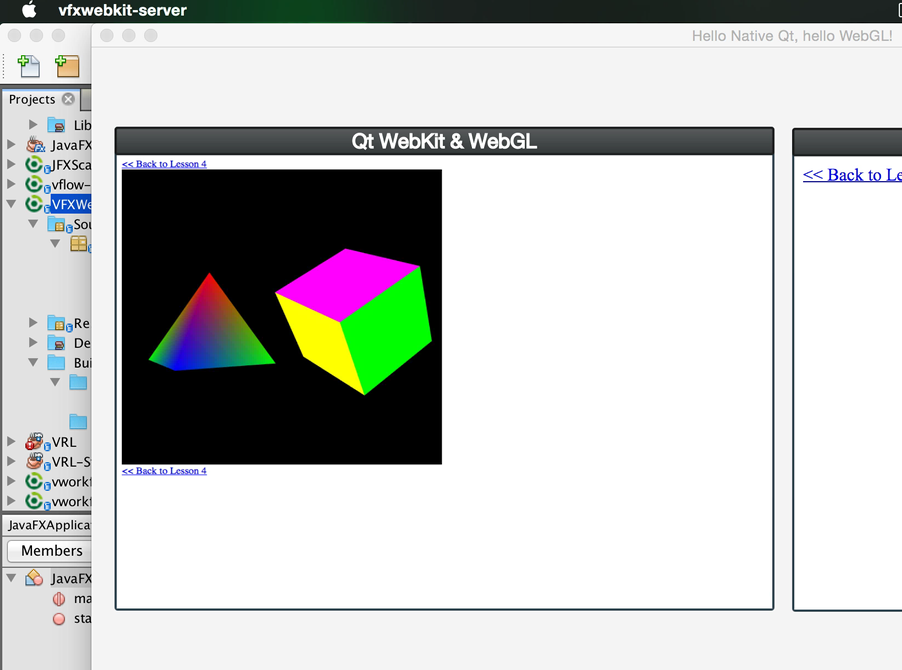 vfxwebkit-server
Hello Native Qt, hello WebGL!
Projects
Lib
JavaFX
JFXSca
vflow-
VFXWe
Sou
Re
De
Bui
VRL
VRL-S
vworkf
vworkf
JavaFXApplica
Members
JavaFX
ma
sta
Qt WebKit & WebGL
<< Back to Lesson 4
<< Back to Lesson 4
<< Back to Le